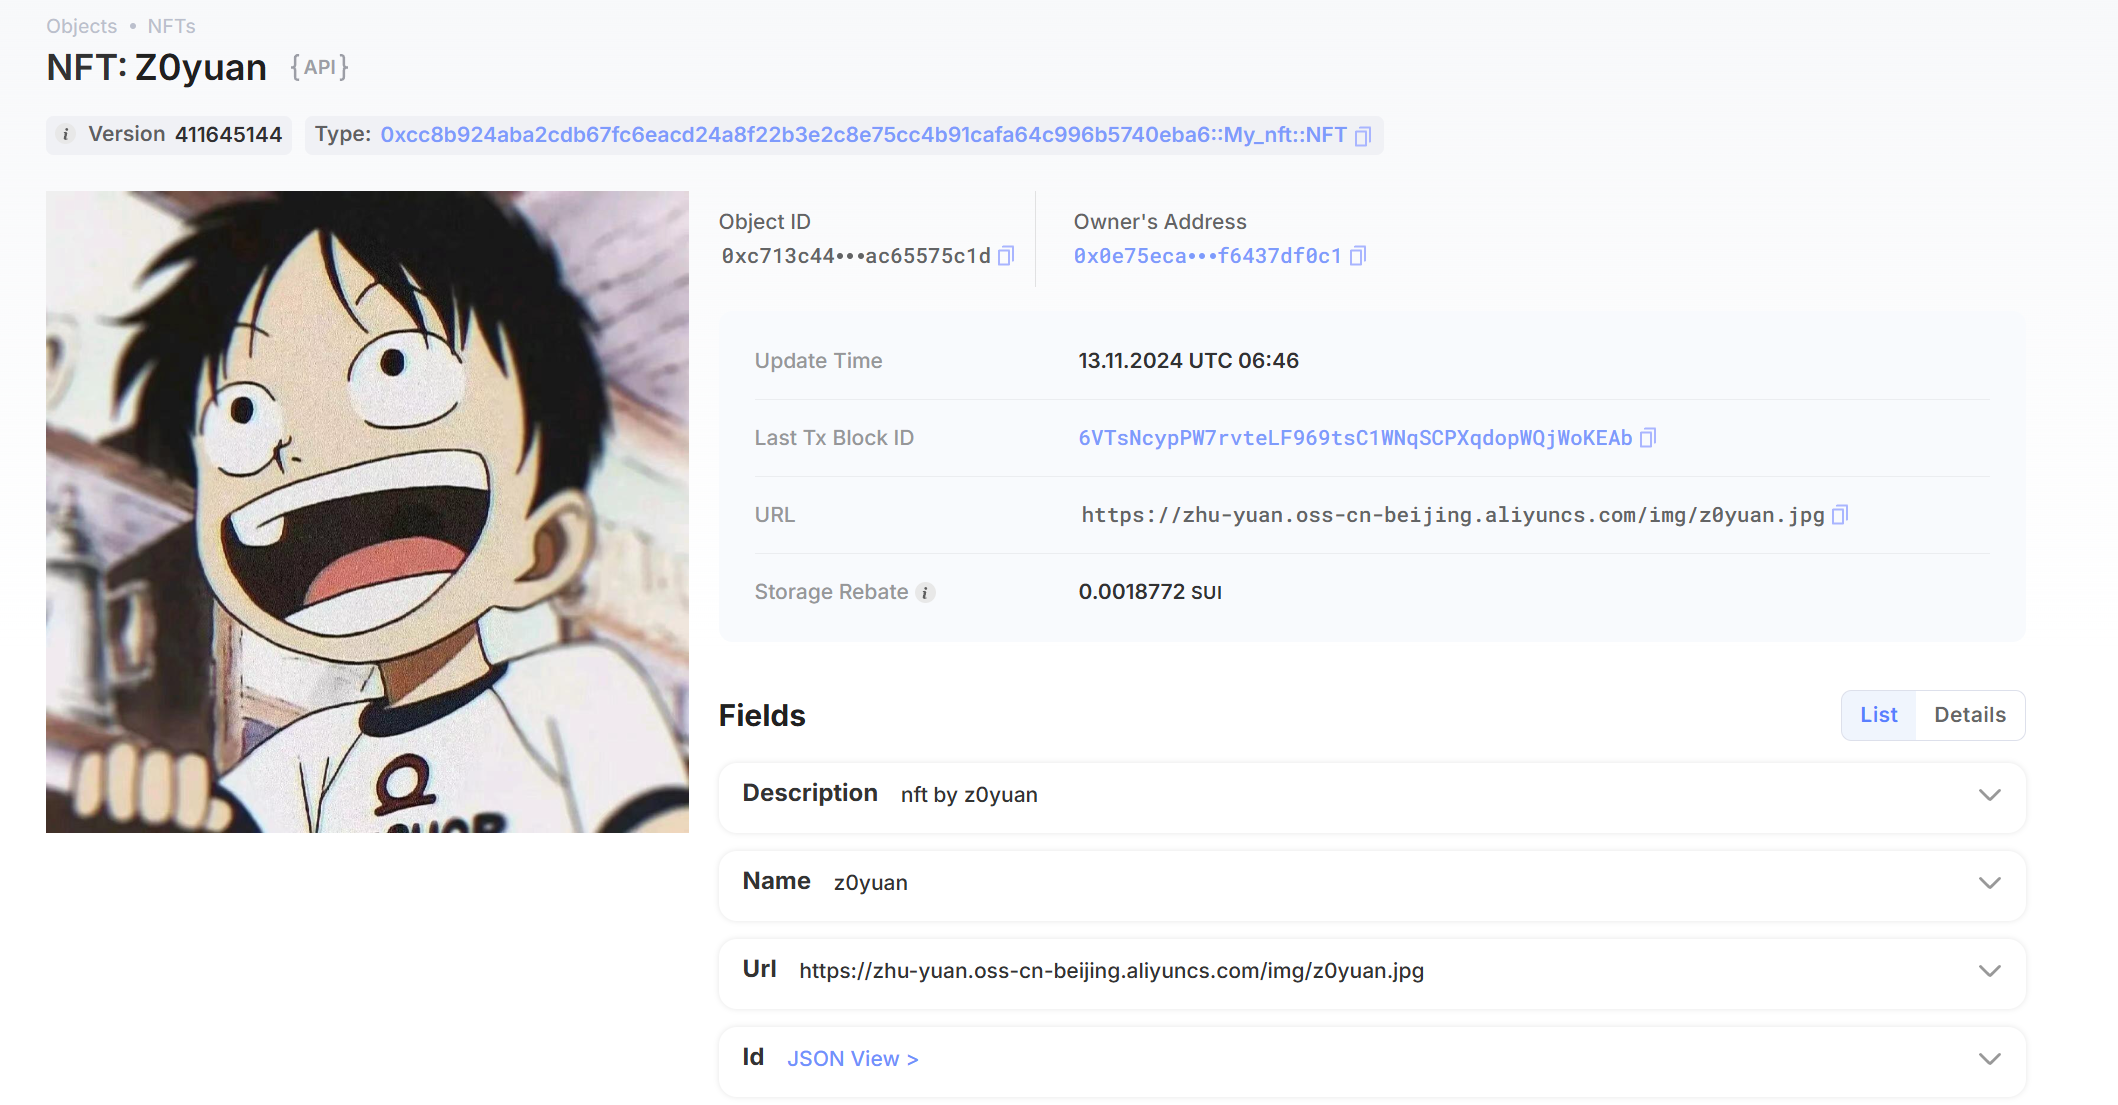 Objects • NFTs
NFT: Z0yuan {API}
i Version 411645144 Type: 0xcc8b924aba2cdb67fc6eacd24a8f22b3e2c8e75cc4b91cafa64c996b5740eba6::My_nft::NFT
Object ID
0xc713c44•••ac65575c1d
Owner's Address
0x0e75eca•••f6437df0c1
Update Time 13.11.2024 UTC 06:46
Last Tx Block ID 6VTsNcypPW7rvteLF969tsC1WNqSCPXqdopWQjWoKEAb
URL https://zhu-yuan.oss-cn-beijing.aliyuncs.com/img/z0yuan.jpg
Storage Rebate i 0.0018772 SUI
Fields
List Details
Description nft by z0yuan
Name z0yuan
Url https://zhu-yuan.oss-cn-beijing.aliyuncs.com/img/z0yuan.jpg
Id JSON View >